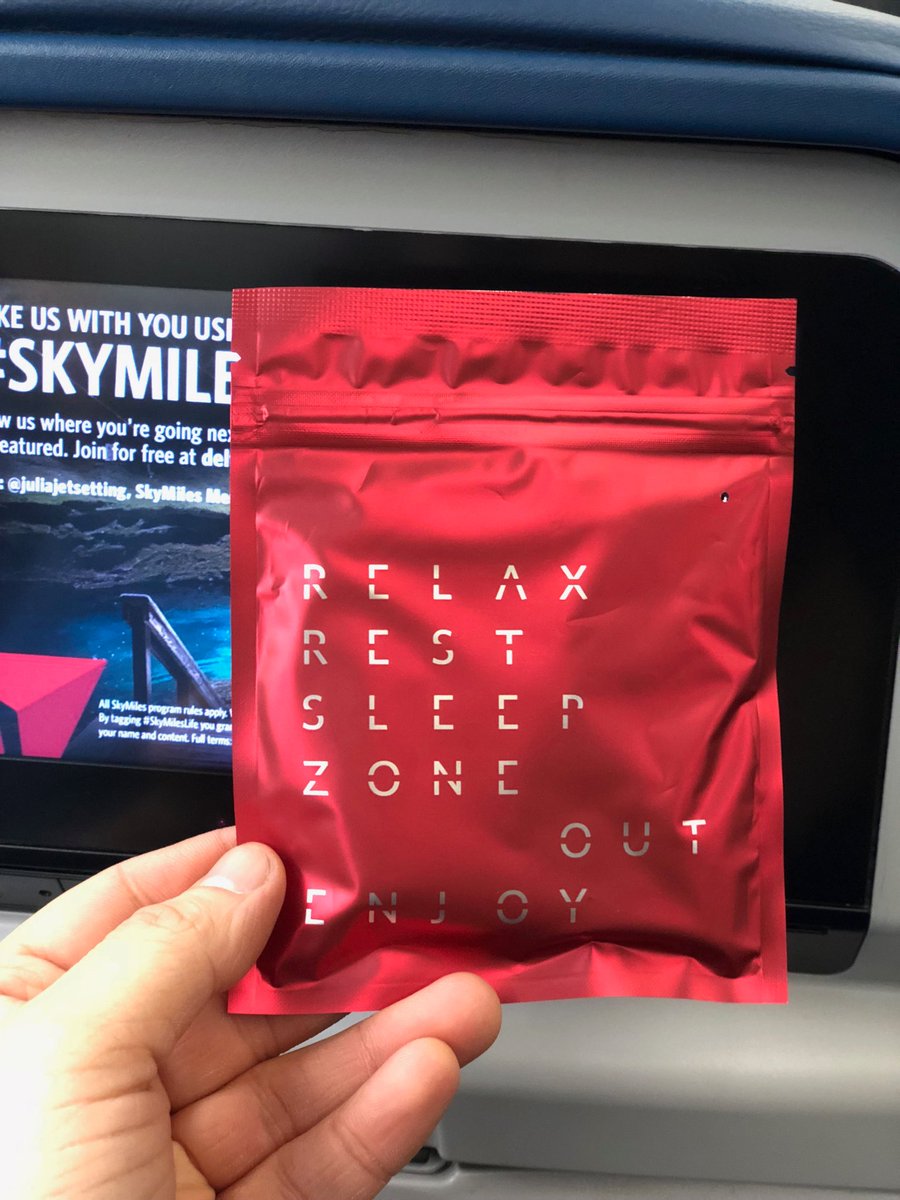 KE US WITH YOU USI
#SKYMILE
w us where you're going nex
eatured. Join for free at del
: @juliajetsetting, SkyMiles Me
All SkyMiles program rules apply.
By tagging #SkyMilesLife you gran
your name and content. Full terms:
RELAX
REST
SLEEP
ZONE
OUT
ENJOY